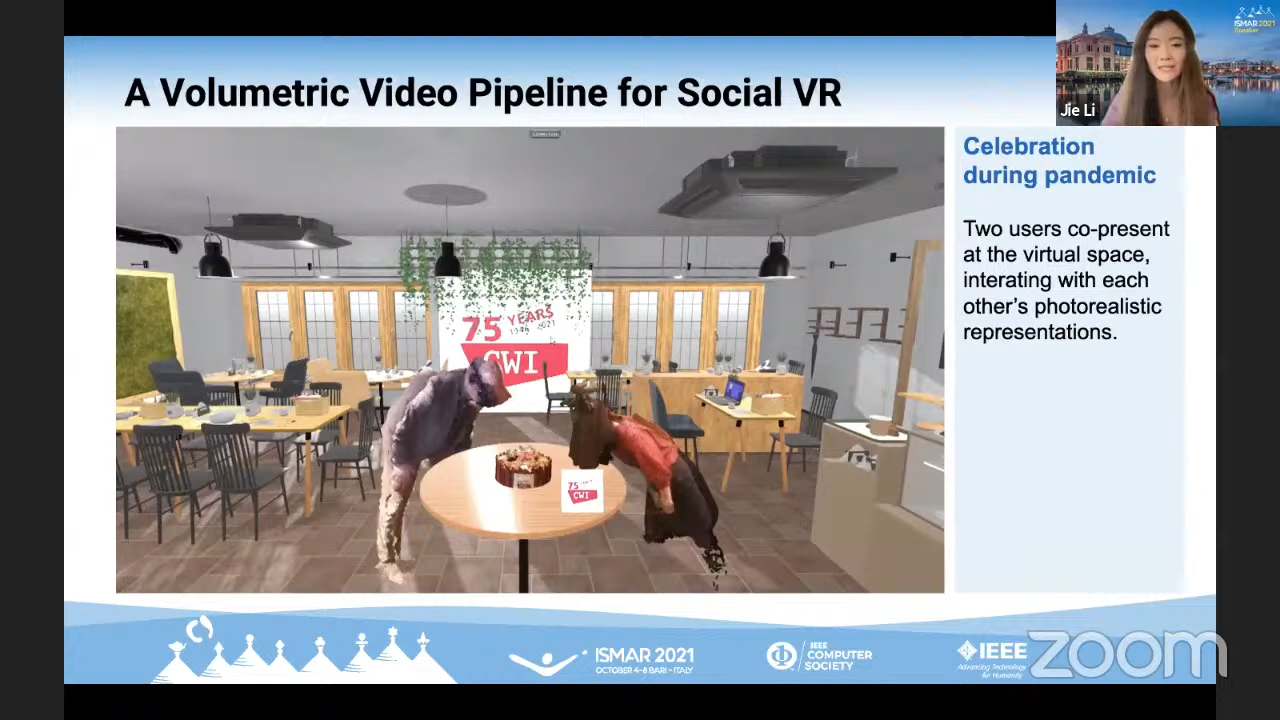 A Volumetric Video Pipeline for Social VR
ISMAR 2021
Jie Li
Celebration
during pandemic
Two users co-present
at the virtual space,
interating with each
other's photorealistic
representations.
75 YEARS
CWI
75
CWI
ISMAR 2021
OCTOBER 4-8 BARI - ITALY
IEEE
COMPUTER
SOCIETY
IEEE
Advancing Technology
for Humanity
zoom